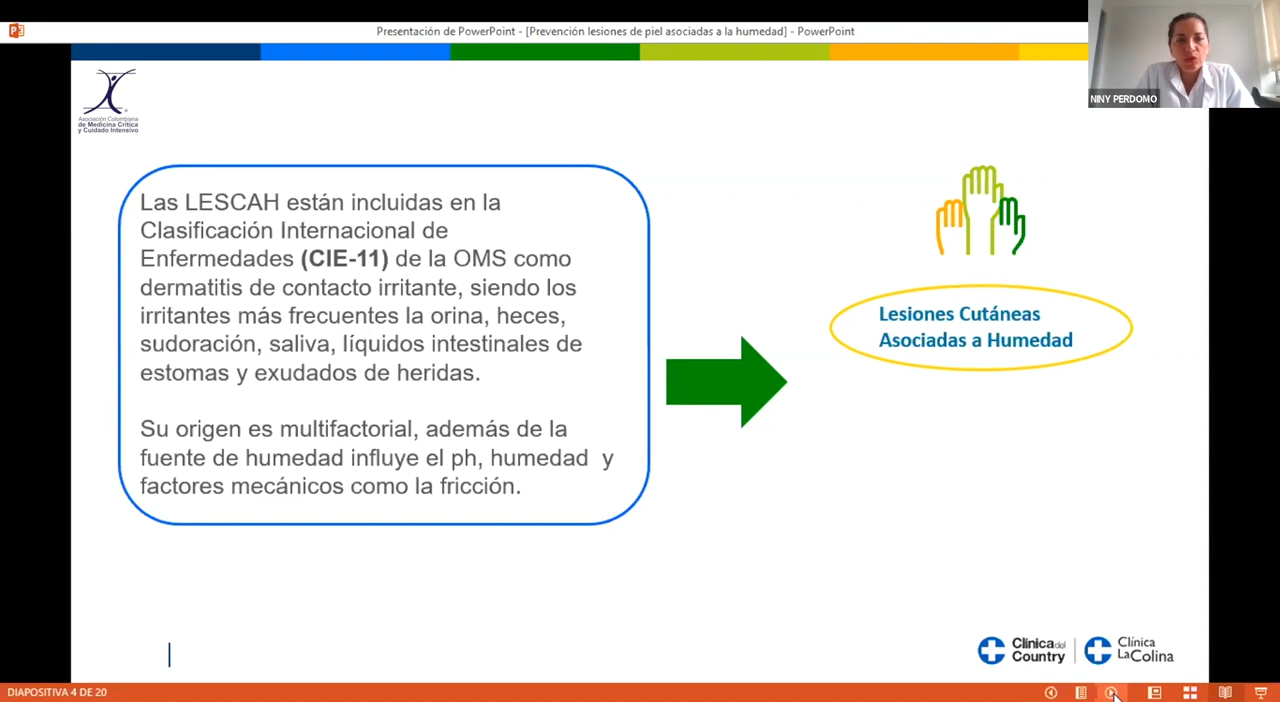 Presentación de PowerPoint - [Prevención lesiones de piel asociadas a la humedad] - PowerPoint
NINY PERDOMO
Asociación Colombiana
de Medicina Crítica
y Cuidado Intensivo
Las LESCAH están incluidas en la
Clasificación Internacional de
Enfermedades (CIE-11) de la OMS como
dermatitis de contacto irritante, siendo los
irritantes más frecuentes la orina, heces,
sudoración, saliva, líquidos intestinales de
estomas y exudados de heridas.
Su origen es multifactorial, además de la
fuente de humedad influye el ph, humedad y
factores mecánicos como la fricción.
Lesiones Cutáneas
Asociadas a Humedad
Clínica del
Country
Clínica
La Colina
DIAPOSITIVA 4 DE 20